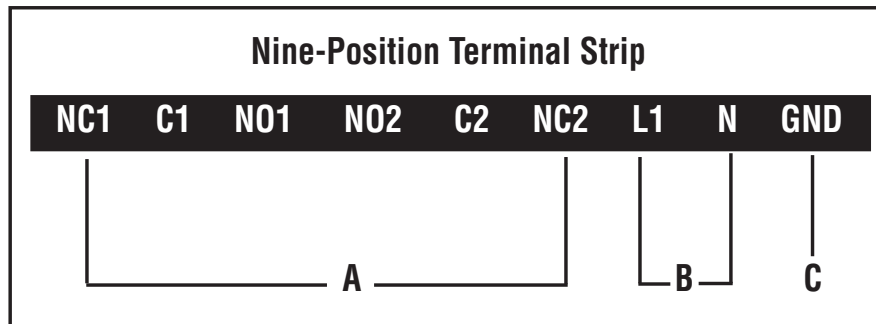 Nine-Position Terminal Strip
NC1 C1 NO1 NO2 C2 NC2 L1 N GND
A B C